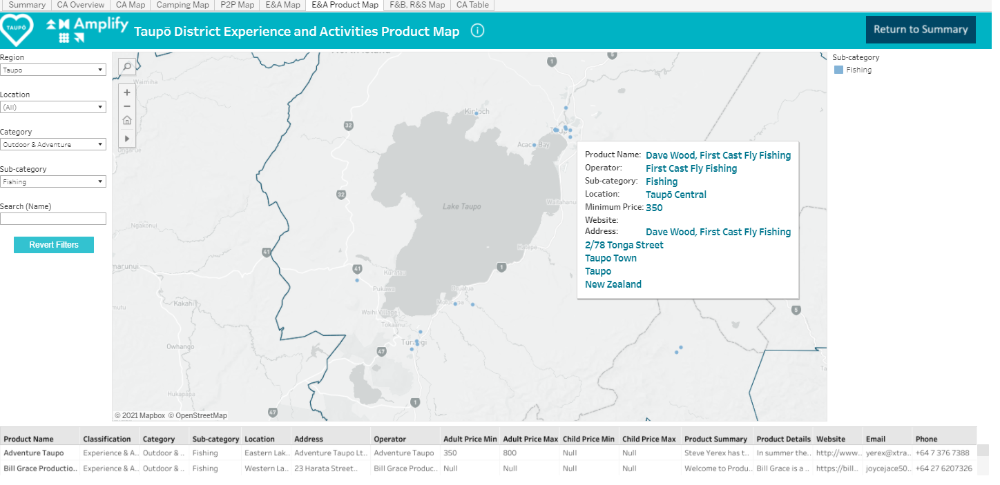 Summary CA Overview CA Map Camping Map P2P Map E&A Map E&A Product Map F&B, R&S Map CA Table
TAUPŌ
Amplify
Taupō District Experience and Activities Product Map
Return to Summary
Region
Taupo
Location
(All)
Category
Outdoor & Adventure
Sub-category
Fishing
Search (Name)
Revert Filters
Sub-category
Fishing
North Island
Waimiha
Ongarue
Ngakōnui
Kakahi
Owhango
Hukapapa
Kinloch
Acacia Bay
Lake Taupo
Waitahanui
Hatepe
Kuratau
Pukawa
Waihi Village
Tokaanu
Turangi
1
32
32
41
41
1
5
47
47
1
Product Name: Dave Wood, First Cast Fly Fishing
Operator: First Cast Fly Fishing
Sub-category: Fishing
Location: Taupō Central
Minimum Price: 350
Website:
Address: Dave Wood, First Cast Fly Fishing
2/78 Tonga Street
Taupo Town
Taupo
New Zealand
© 2021 Mapbox © OpenStreetMap
Product Name Classification Category Sub-category Location Address Operator Adult Price Min Adult Price Max Child Price Min Child Price Max Product Summary Product Details Website Email Phone
Adventure Taupo Experience & A.. Outdoor & .. Fishing Eastern Lak.. Adventure Taupo Lt.. Adventure Taupo 350 800 Null Null Steve Yerex has t.. In summer the.. http://www... yerex@xtra.. +64 7 376 7388
Bill Grace Productio.. Experience & A.. Outdoor & .. Fishing Western La.. 23 Harata Street.. Bill Grace Produc.. Null Null Null Null Welcome to Produ.. Bill Grace is a .. https://bill.. joycejace50.. +64 27 6207326